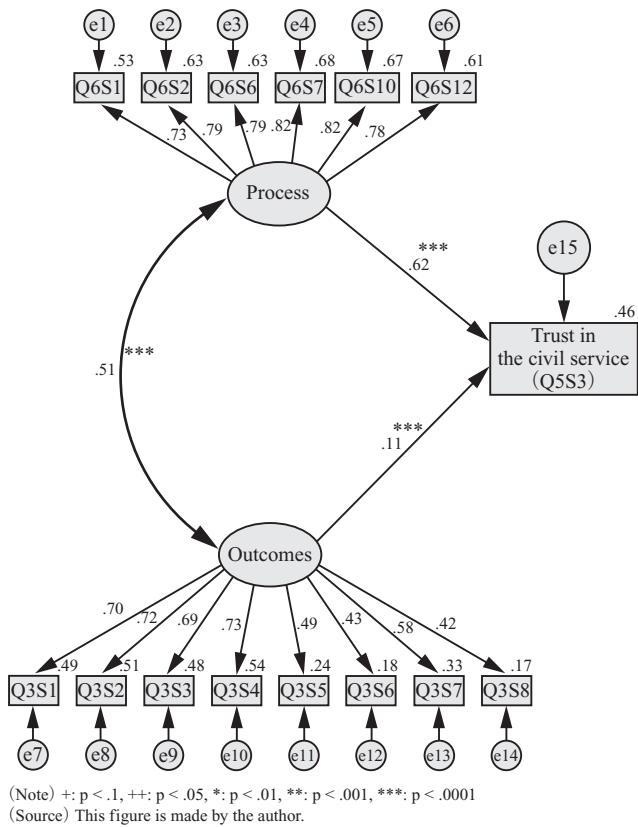 e1 e2 e3 e4 e5 e6
.53 .63 .63 .68 .67 .61
Q6S1 Q6S2 Q6S6 Q6S7 Q6S10 Q6S12
.73 .79 .79 .82 .82 .78
Process
e15
***
.62
.46
Trust in
the civil service
(Q5S3)
***
.51
***
.11
Outcomes
.70 .72 .69 .73 .49 .43 .58 .42
.49 .51 .48 .54 .24 .18 .33 .17
Q3S1 Q3S2 Q3S3 Q3S4 Q3S5 Q3S6 Q3S7 Q3S8
e7 e8 e9 e10 e11 e12 e13 e14
(Note) +: p < .1, ++: p < .05, *: p < .01, **: p < .001, ***: p < .0001
(Source) This figure is made by the author.